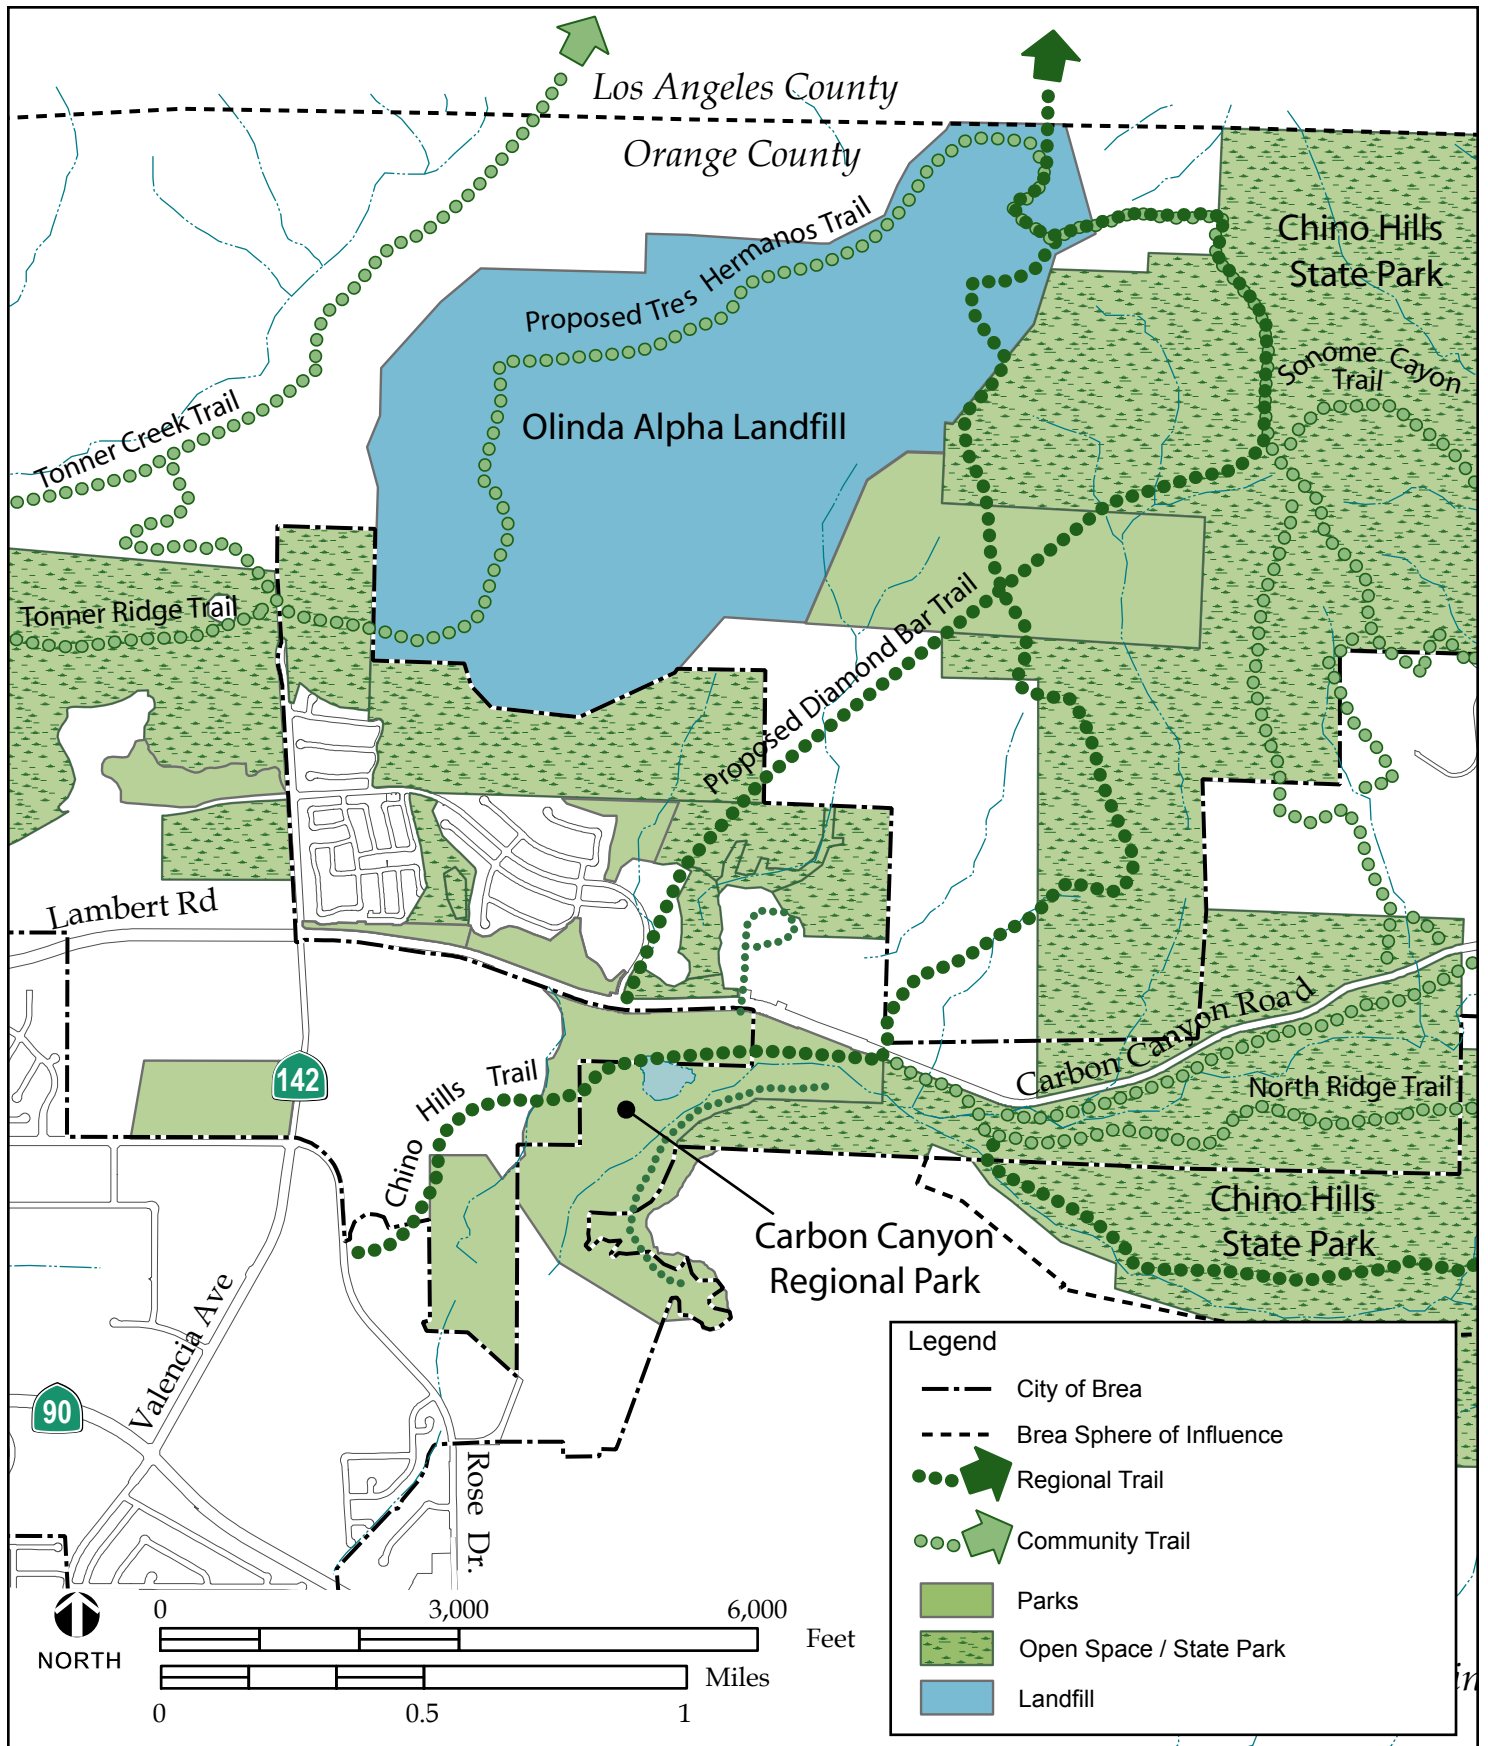 Los Angeles County
Orange County
Chino Hills
State Park
Proposed Tres Hermanos Trail
Sonome Cayon
Trail
Tonner Creek Trail
Olinda Alpha Landfill
Tonner Ridge Trail
Proposed Diamond Bar Trail
Lambert Rd
Carbon Canyon Road
142
Chino Hills Trail
North Ridge Trail
Chino Hills
State Park
Carbon Canyon
Regional Park
Valencia Ave
90
Rose Dr.
Legend
City of Brea
Brea Sphere of Influence
Regional Trail
Community Trail
Parks
Open Space / State Park
Landfill
NORTH
0 3,000 6,000
Feet
Miles
0 0.5 1